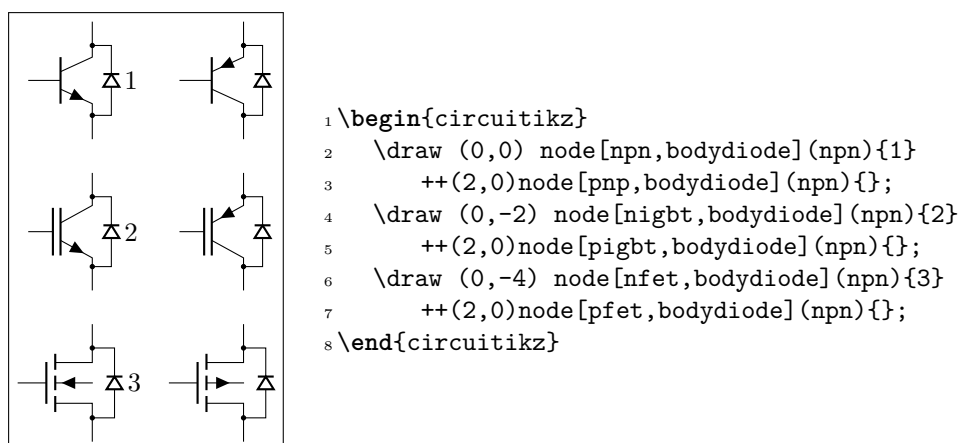 1
2
3
1 \begin{circuitikz}
2 \draw (0,0) node[npn,bodydiode](npn){1}
3 ++(2,0)node[pnp,bodydiode](npn){};
4 \draw (0,-2) node[nigbt,bodydiode](npn){2}
5 ++(2,0)node[pigbt,bodydiode](npn){};
6 \draw (0,-4) node[nfet,bodydiode](npn){3}
7 ++(2,0)node[pfet,bodydiode](npn){};
8 \end{circuitikz}